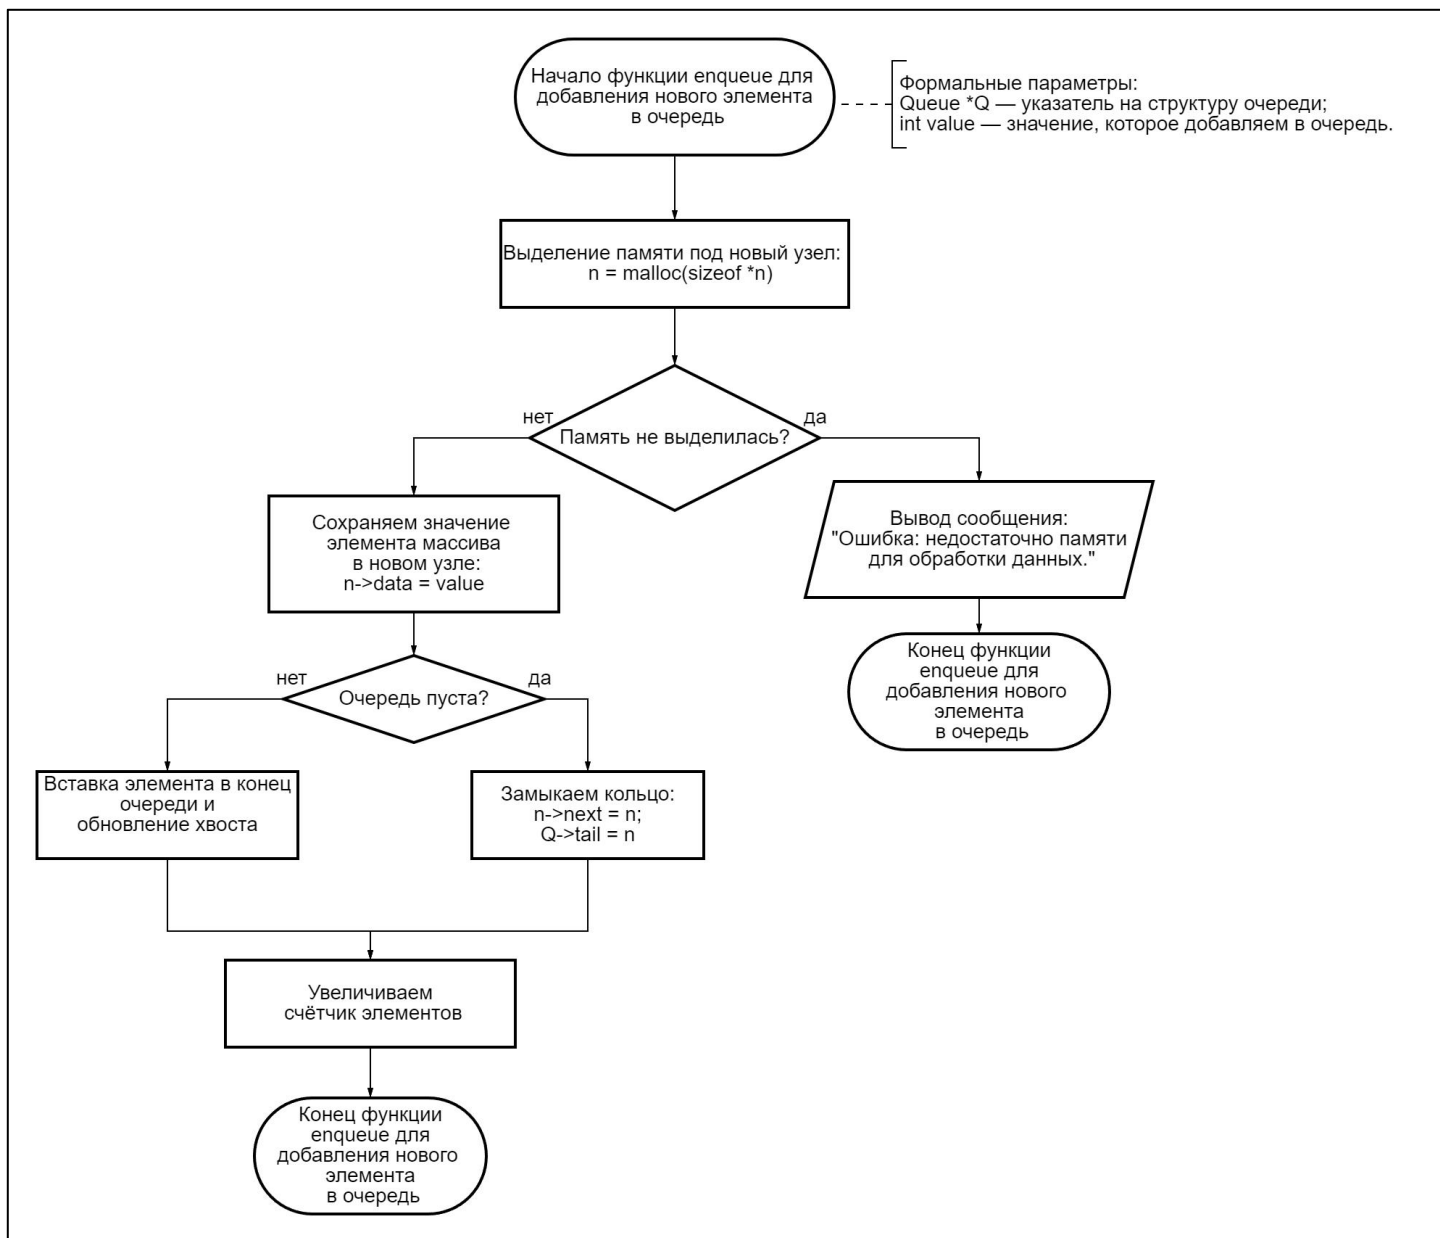 Начало функции enqueue для
добавления нового элемента
в очередь
Формальные параметры:
Queue *Q — указатель на структуру очереди;
int value — значение, которое добавляем в очередь.
Выделение памяти под новый узел:
n = malloc(sizeof *n)
нет
да
Память не выделилась?
Сохраняем значение
элемента массива
в новом узле:
n->data = value
Вывод сообщения:
"Ошибка: недостаточно памяти
для обработки данных."
Конец функции
enqueue для
добавления нового
элемента
в очередь
нет
да
Очередь пуста?
Вставка элемента в конец
очереди и
обновление хвоста
Замыкаем кольцо:
n->next = n;
Q->tail = n
Увеличиваем
счётчик элементов
Конец функции
enqueue для
добавления нового
элемента
в очередь